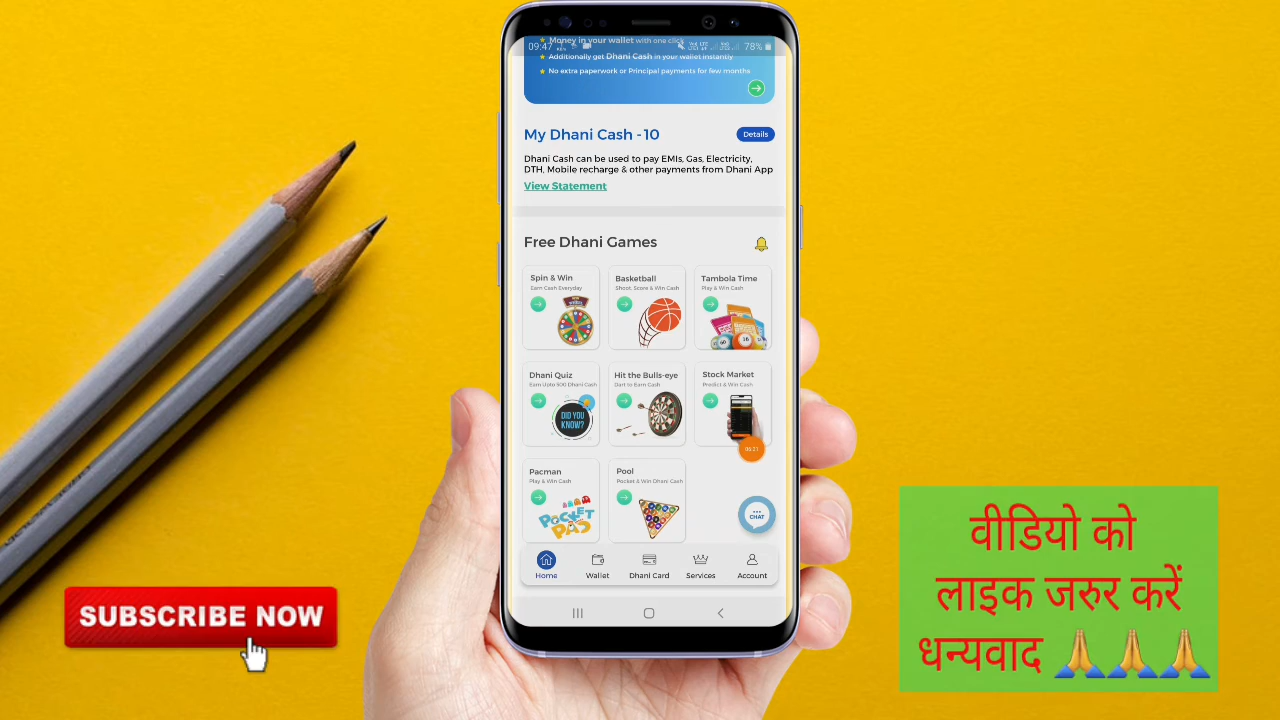 Money in your wallet with one click
09:47
78%
Additionally get Dhani Cash in your wallet instantly
No extra paperwork or Principal payments for few months
My Dhani Cash - 10
Details
Dhani Cash can be used to pay EMIs, Gas, Electricity,
DTH, Mobile recharge & other payments from Dhani App
View Statement
Free Dhani Games
Spin & Win
Earn Cash Everyday
Basketball
Shoot, Score & Win Cash
Tambola Time
Play & Win Cash
Dhani Quiz
Earn Upto 500 Dhani Cash
DID YOU
KNOW?
Hit the Bulls-eye
Dart to Earn Cash
Stock Market
Predict & Win Cash
Pacman
Play & Win Cash
Pool
Pocket & Win Dhani Cash
CHAT
Home
Wallet
Dhani Card
Services
Account
SUBSCRIBE NOW
वीडियो को
लाइक जरुर करें
धन्यवाद 🙏🙏🙏